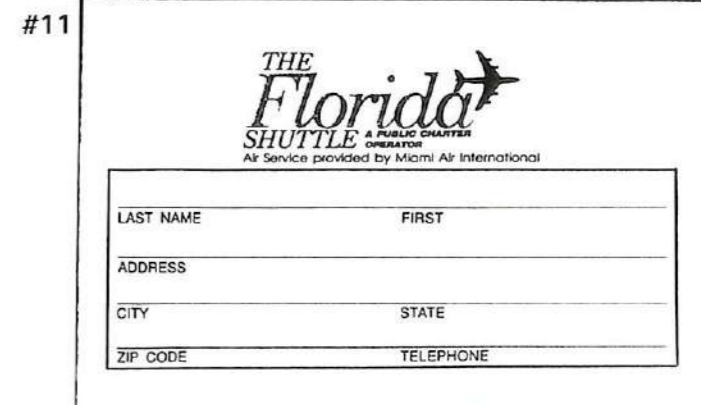 #11
THE
Florida
SHUTTLE A PUBLIC CHARTER OPERATOR
Air Service provided by Miami Air International
LAST NAME FIRST
ADDRESS
CITY STATE
ZIP CODE TELEPHONE